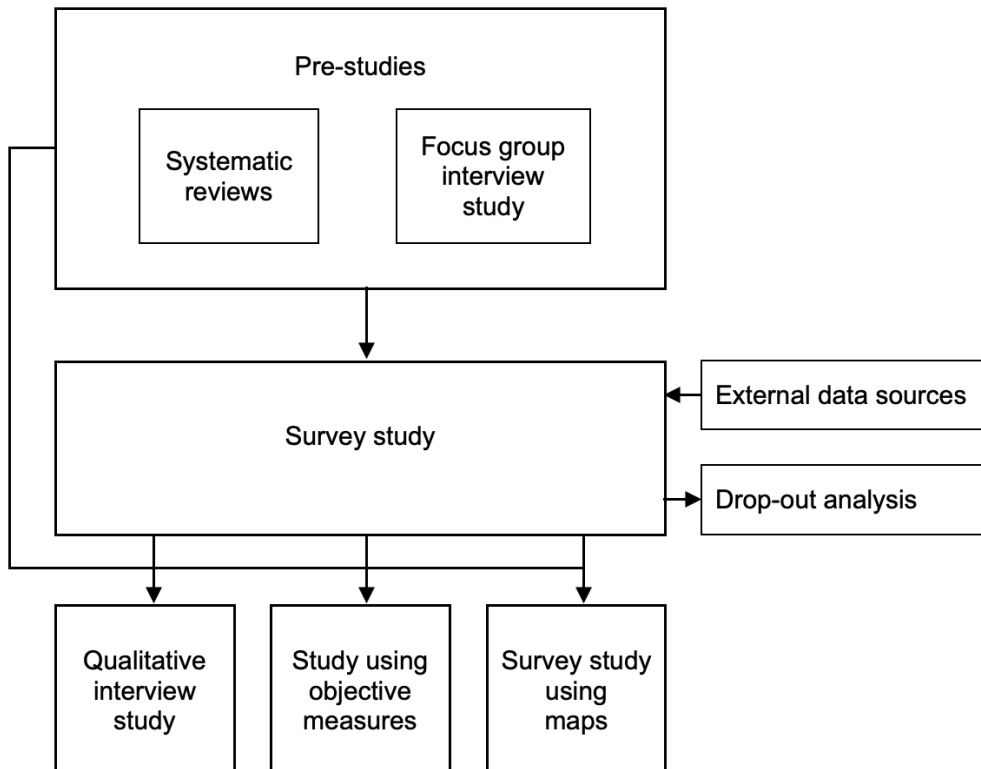 Pre-studies
Systematic
reviews
Focus group
interview
study
Survey study
External data sources
Drop-out analysis
Qualitative
interview
study
Study using
objective
measures
Survey study
using
maps